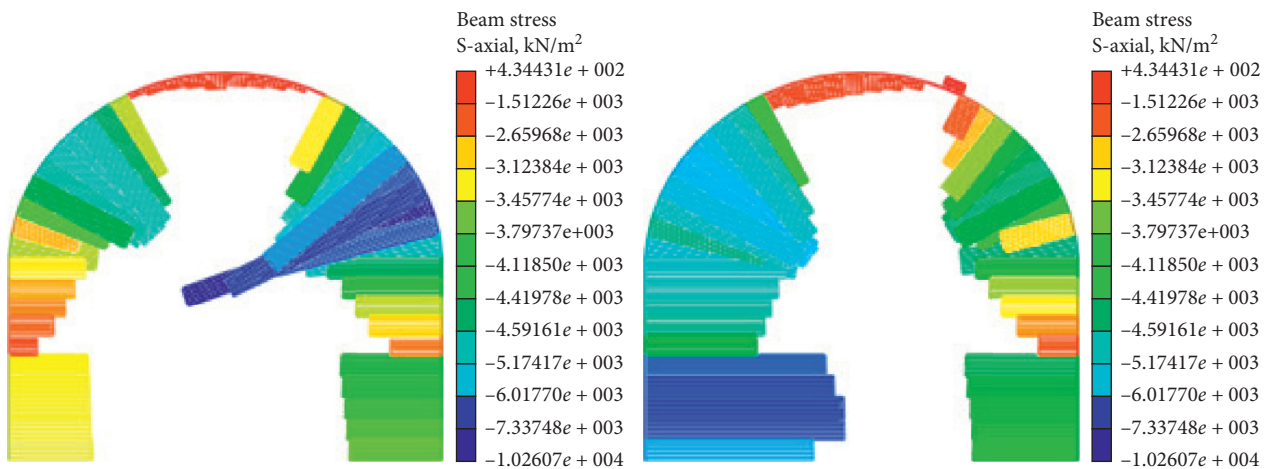 Beam stress
S-axial, kN/m²
+4.34431e + 002
–1.51226e + 003
–2.65968e + 003
–3.12384e + 003
–3.45774e + 003
–3.79737e+003
–4.11850e + 003
–4.41978e + 003
–4.59161e + 003
–5.17417e + 003
–6.01770e + 003
–7.33748e + 003
–1.02607e + 004
Beam stress
S-axial, kN/m²
+4.34431e + 002
–1.51226e + 003
–2.65968e + 003
–3.12384e + 003
–3.45774e + 003
–3.79737e+003
–4.11850e + 003
–4.41978e + 003
–4.59161e + 003
–5.17417e + 003
–6.01770e + 003
–7.33748e + 003
–1.02607e + 004